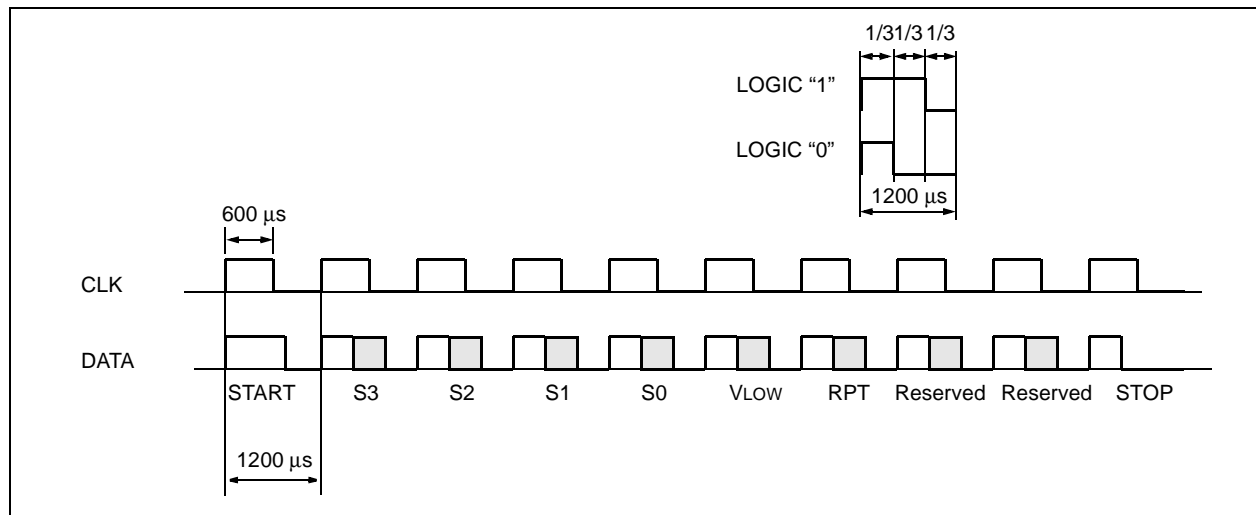 1/3 1/3 1/3
LOGIC “1”
LOGIC “0”
1200 μs
600 μs
CLK
DATA
START S3 S2 S1 S0 VLOW RPT Reserved Reserved STOP
1200 μs